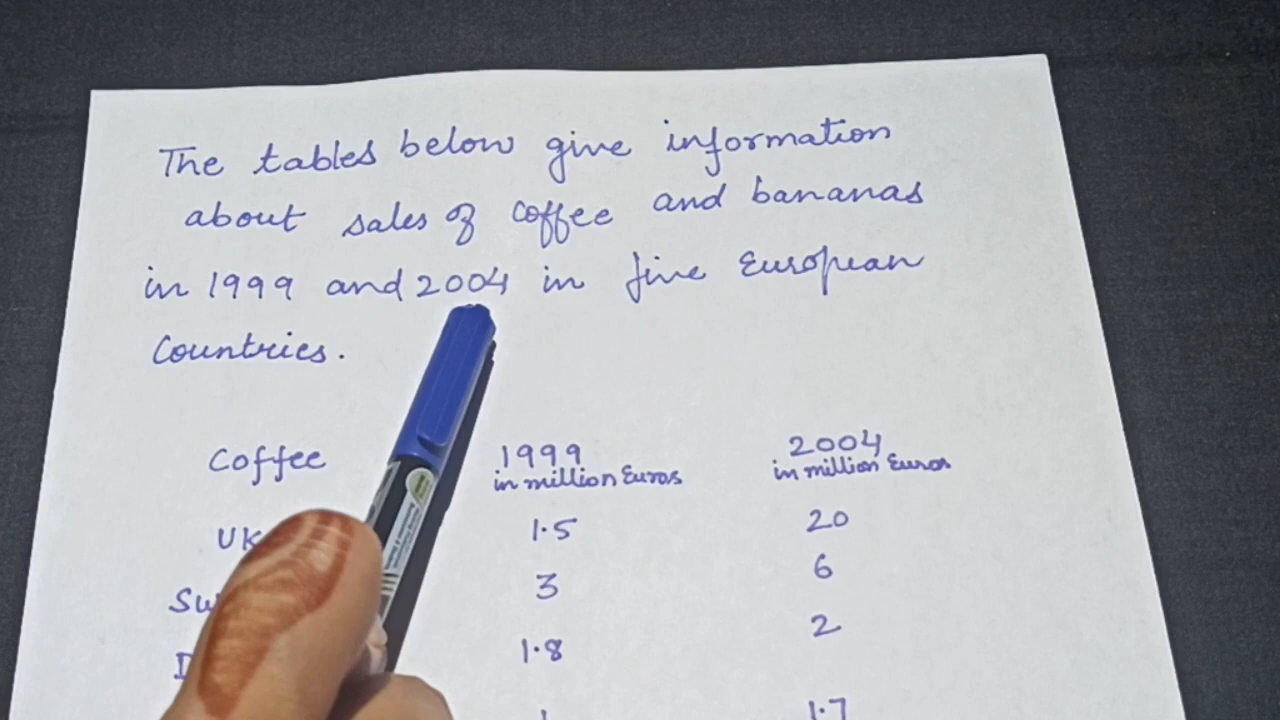 The tables below give information
about sales of coffee and bananas
in 1999 and 2004 in five European
Countries.
Coffee 1999 2004
in million Euros in million Euros
UK 1.5 20
3 6
1.8 2
1.7